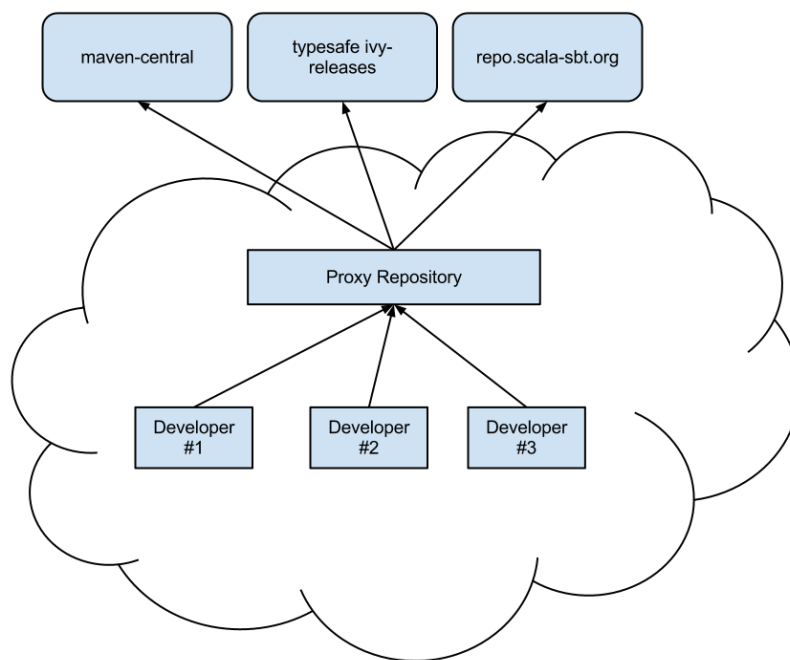 maven-central
typesafe ivy-
releases
repo.scala-sbt.org
Proxy Repository
Developer
#1
Developer
#2
Developer
#3